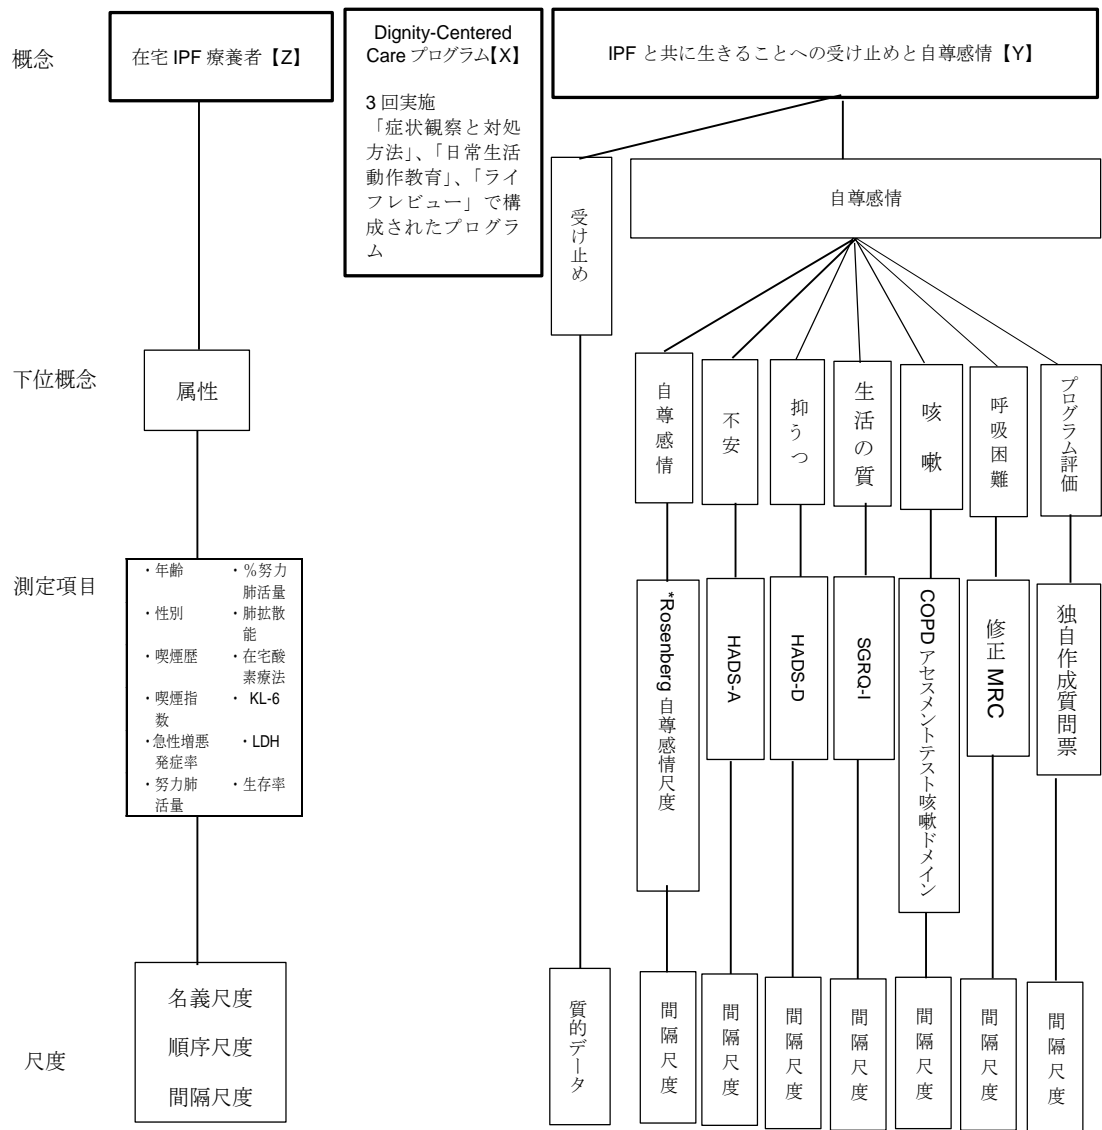 概念
在宅 IPF 療養者【Z】
Dignity-Centered
Care プログラム【X】
3 回実施
「症状観察と対処
方法」、「日常生活
動作教育」、「ライ
フレビュー」で構
成されたプログラ
ム
IPF と共に生きることへの受け止めと自尊感情【Y】
受け止め
自尊感情
下位概念
属性
自尊感情
不安
抑うつ
生活の質
咳嗽
呼吸困難
プログラム評価
測定項目
・年齢
・性別
・喫煙歴
・喫煙指
数
・急性増悪
発症率
・努力肺
活量
・%努力
肺活量
・肺拡散
能
・在宅酸
素療法
・ KL-6
・LDH
・生存率
*Rosenberg 自尊感情尺度
HADS-A
HADS-D
SGRQ-I
COPD アセスメントテスト咳嗽ドメイン
修正 MRC
独自作成質問票
尺度
名義尺度
順序尺度
間隔尺度
質的データ
間隔尺度
間隔尺度
間隔尺度
間隔尺度
間隔尺度
間隔尺度
間隔尺度